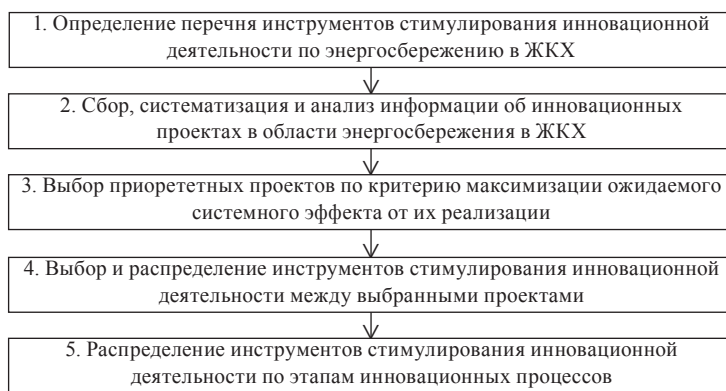 1. Определение перечня инструментов стимулирования инновационной
деятельности по энергосбережению в ЖКХ
2. Сбор, систематизация и анализ информации об инновационных
проектах в области энергосбережения в ЖКХ
3. Выбор приорететных проектов по критерию максимизации ожидаемого
системного эффекта от их реализации
4. Выбор и распределение инструментов стимулирования инновационной
деятельности между выбранными проектами
5. Распределение инструментов стимулирования инновационной
деятельности по этапам инновационных процессов